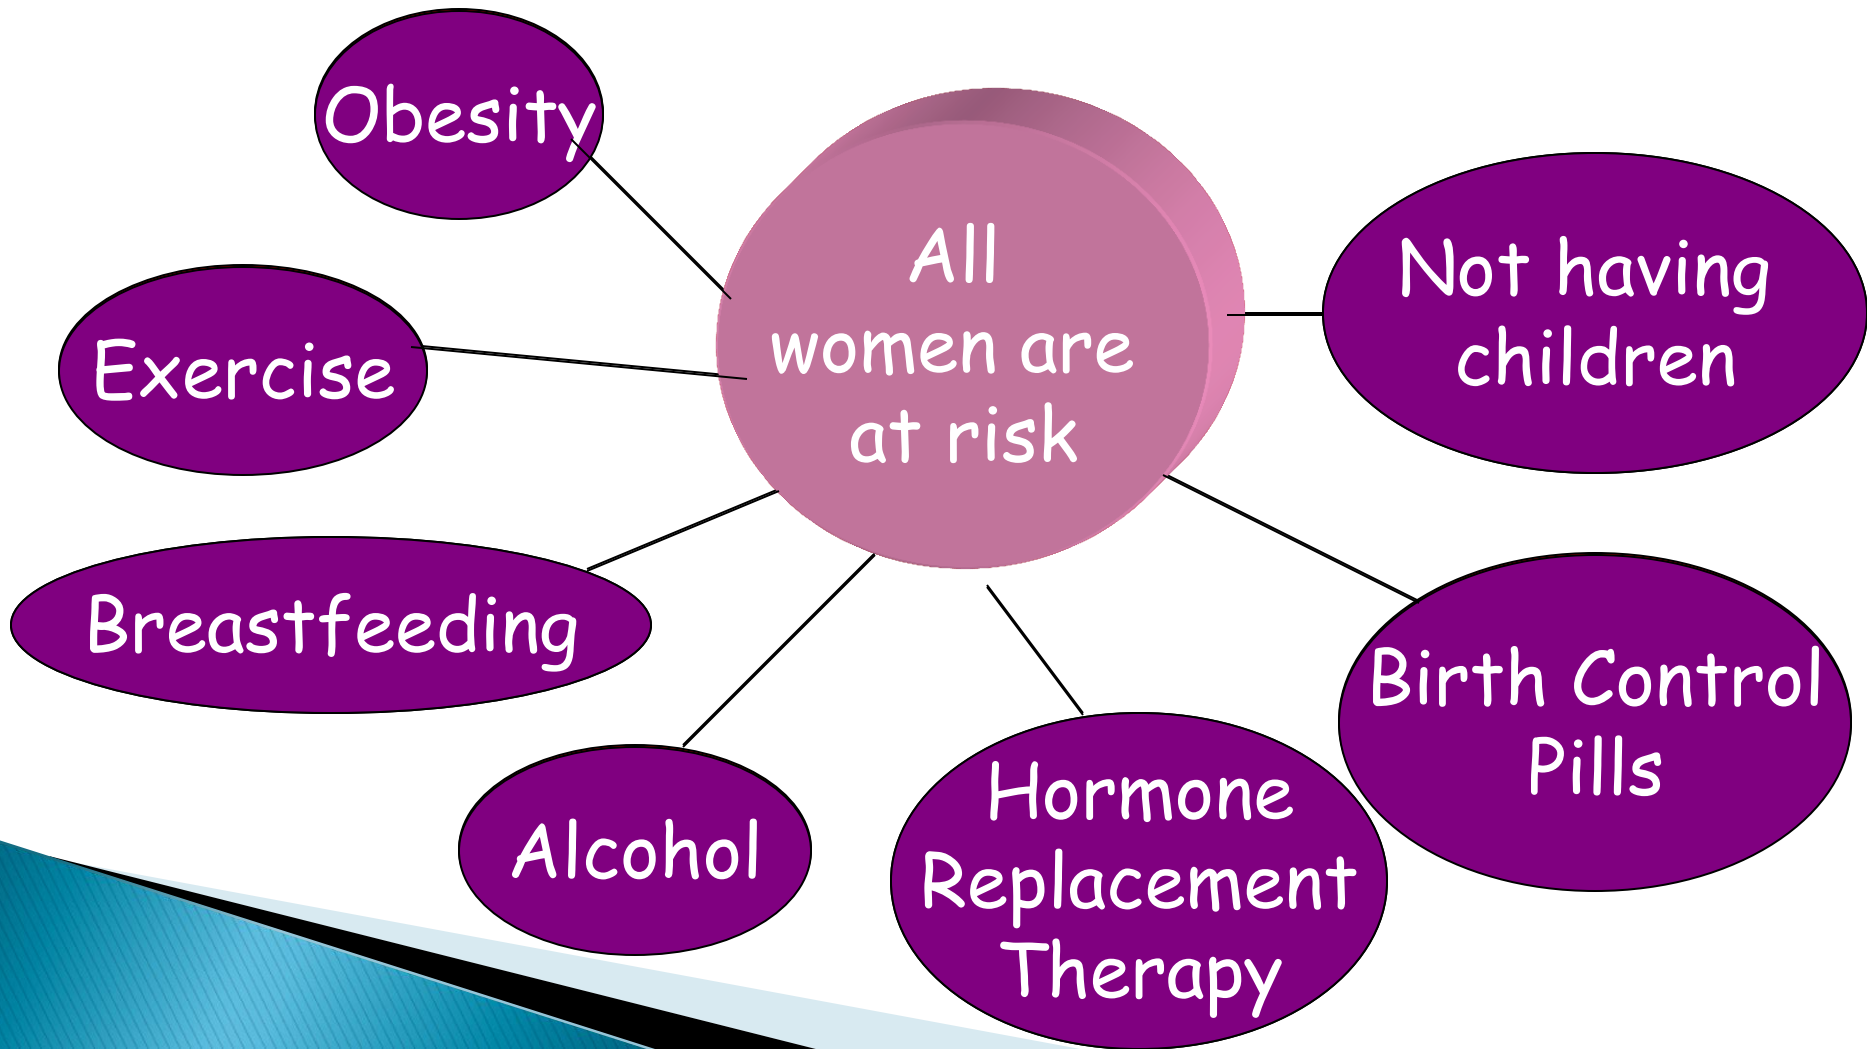 Obesity
All
women are
at risk
Not having
children
Exercise
Breastfeeding
Birth Control
Pills
Alcohol
Hormone
Replacement
Therapy